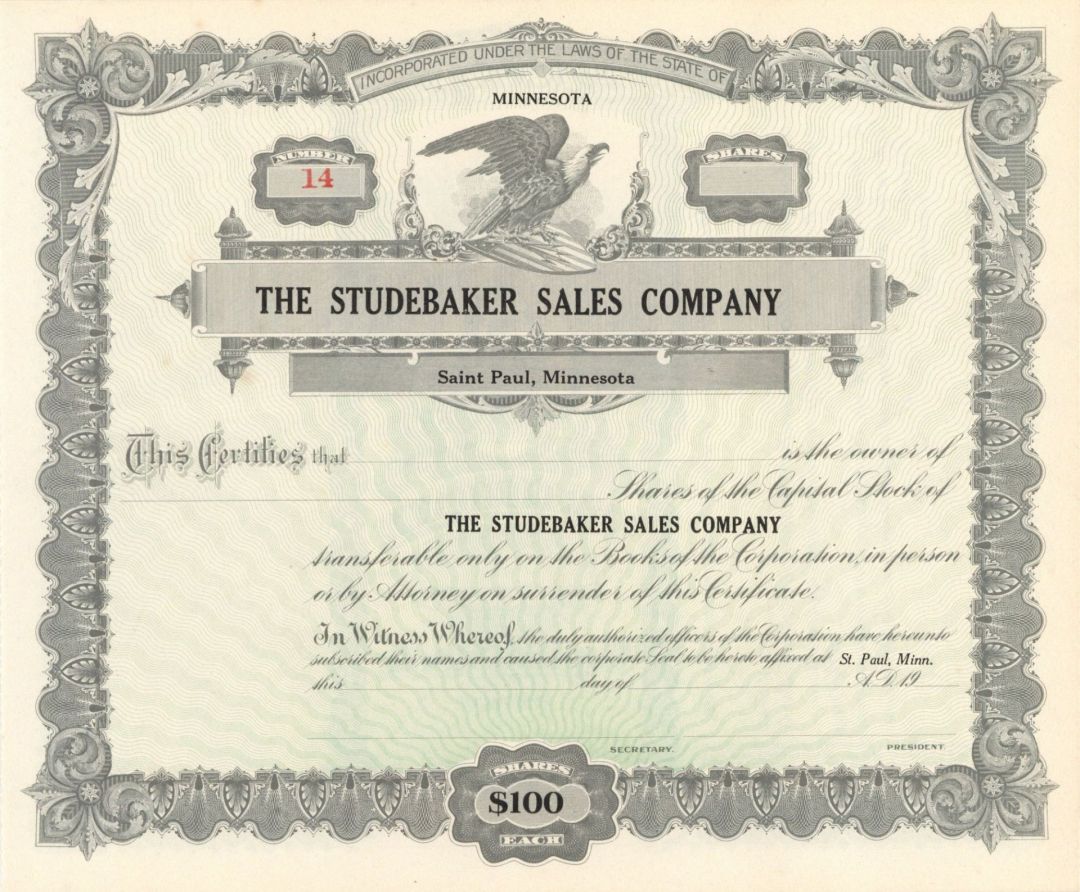 INCORPORATED UNDER THE LAWS OF THE STATE OF
MINNESOTA
NUMBER
14
SHARES
THE STUDEBAKER SALES COMPANY
Saint Paul, Minnesota
This Certifies that is the owner of
Shares of the Capital Stock of
THE STUDEBAKER SALES COMPANY
transferable only on the Books of the Corporation, in person
or by Attorney on surrender of this Certificate.
In Witness Whereof, the duly authorized officers of the Corporation have hereunto
subscribed their names and caused the corporate Seal to be hereto affixed at St. Paul, Minn.
this day of A.D. 19
SECRETARY. PRESIDENT.
SHARES
$100
EACH